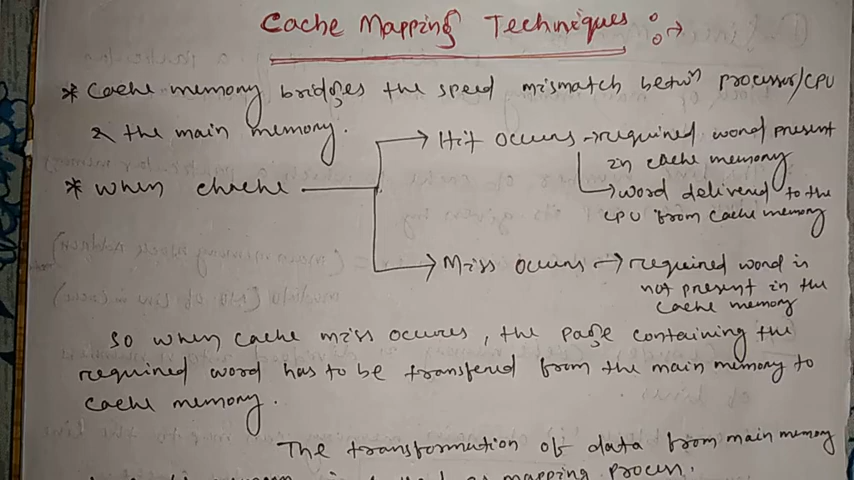 Cache Mapping Techniques :→
* Cache memory bridges the speed mismatch betwn processor/CPU
& the main memory.
→ Hit occurs → required word present
in cache memory
* when chache
→ word delivered to the
CPU from cache memory
→ Miss occurs → required word is
not present in the
cache memory
so when cache miss occures, the page containing the
required word has to be transfered from the main memory to
cache memory.
The transformation of data from main memory
mapping process.